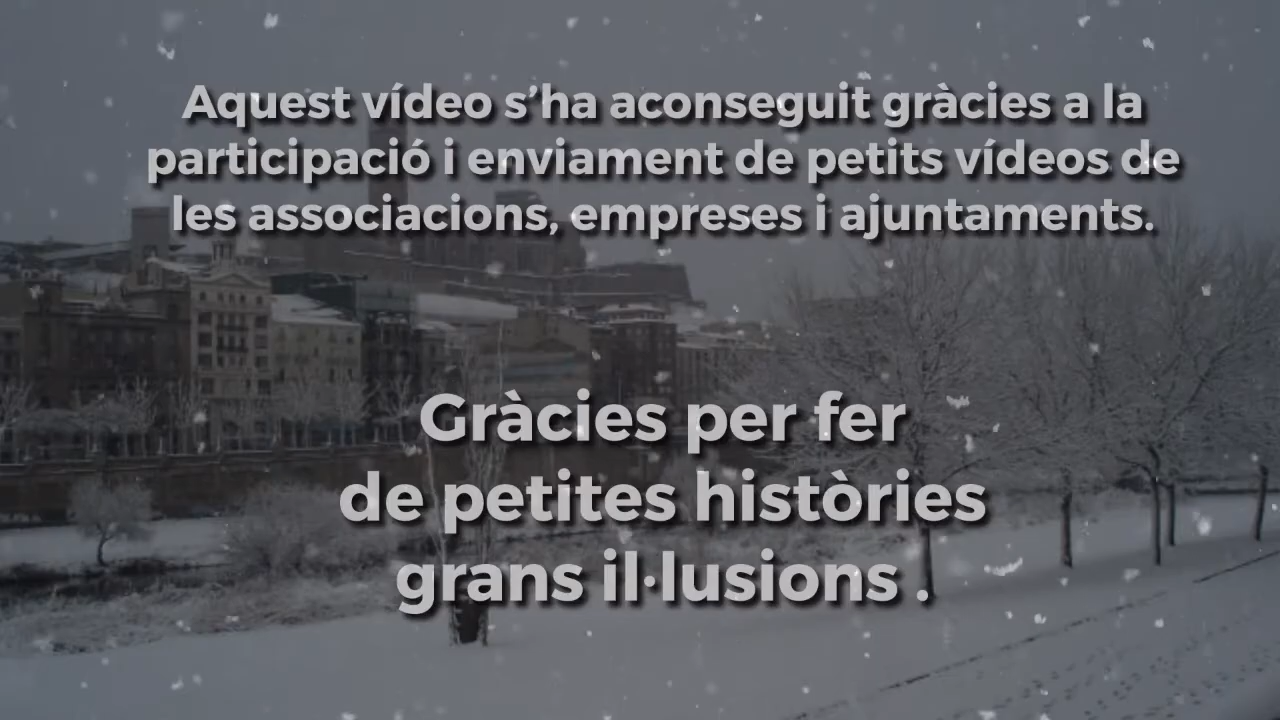 Aquest vídeo s’ha aconseguit gràcies a la
participació i enviament de petits vídeos de
les associacions, empreses i ajuntaments.
Gràcies per fer
de petites històries
grans il·lusions .